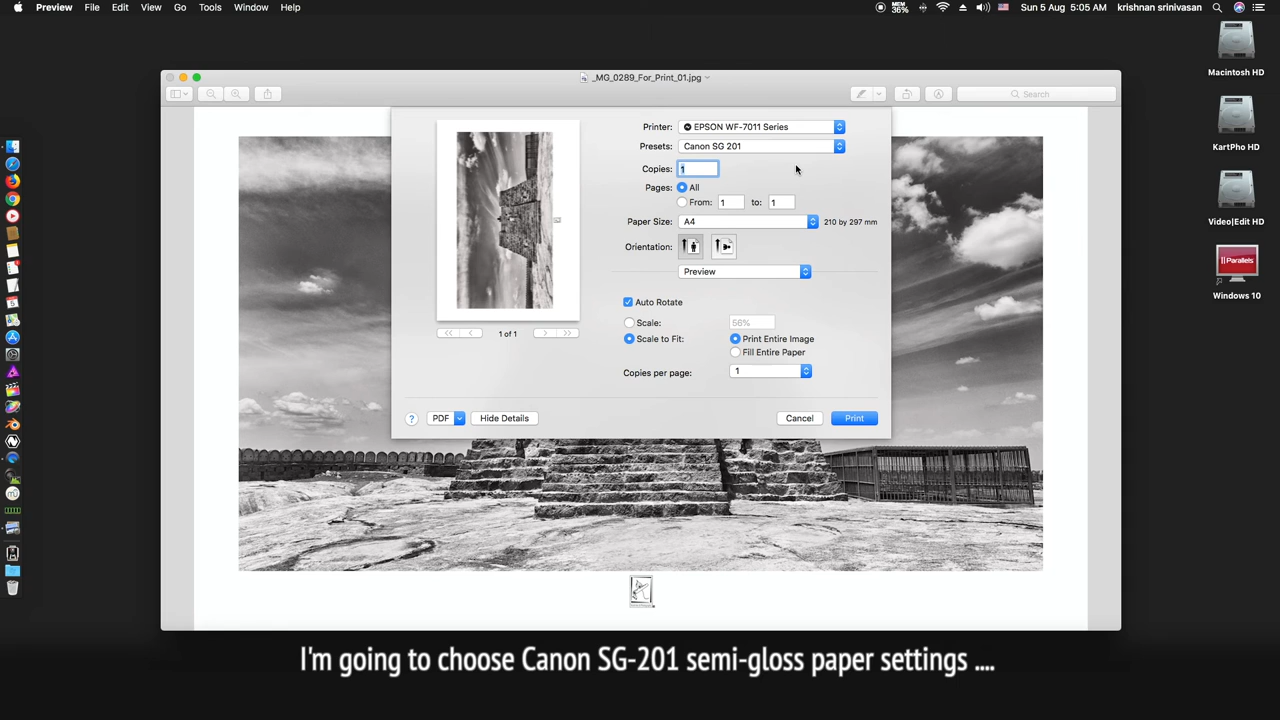 Preview File Edit View Go Tools Window Help
MEM 36% Sun 5 Aug 5:05 AM krishnan srinivasan
Macintosh HD
KartPho HD
Video|Edit HD
Parallels
Windows 10
_MG_0289_For_Print_01.jpg
Search
Printer: EPSON WF-7011 Series
Presets: Canon SG 201
Copies: 1
Pages: All
From: 1 to: 1
Paper Size: A4 210 by 297 mm
Orientation:
Preview
Auto Rotate
Scale: 56%
Scale to Fit: Print Entire Image
Fill Entire Paper
Copies per page: 1
1 of 1
? PDF Hide Details Cancel Print
I'm going to choose Canon SG-201 semi-gloss paper settings ....